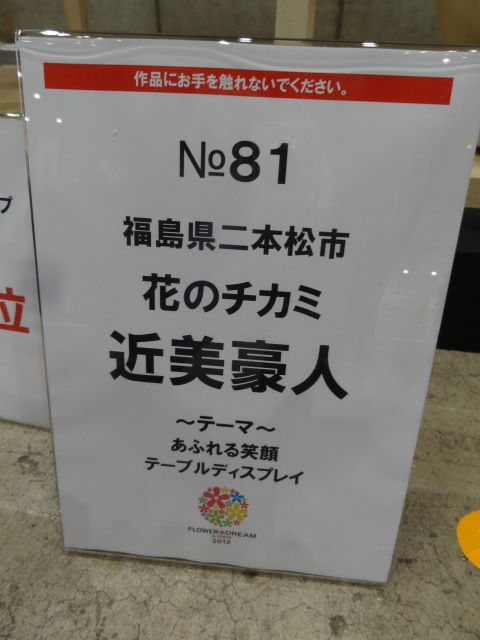 作品にお手を触れないでください。
№81
福島県二本松市
花のチカミ
近美豪人
～テーマ～
あふれる笑顔
テーブルディスプレイ
FLOWER DREAM
2012
プ
位